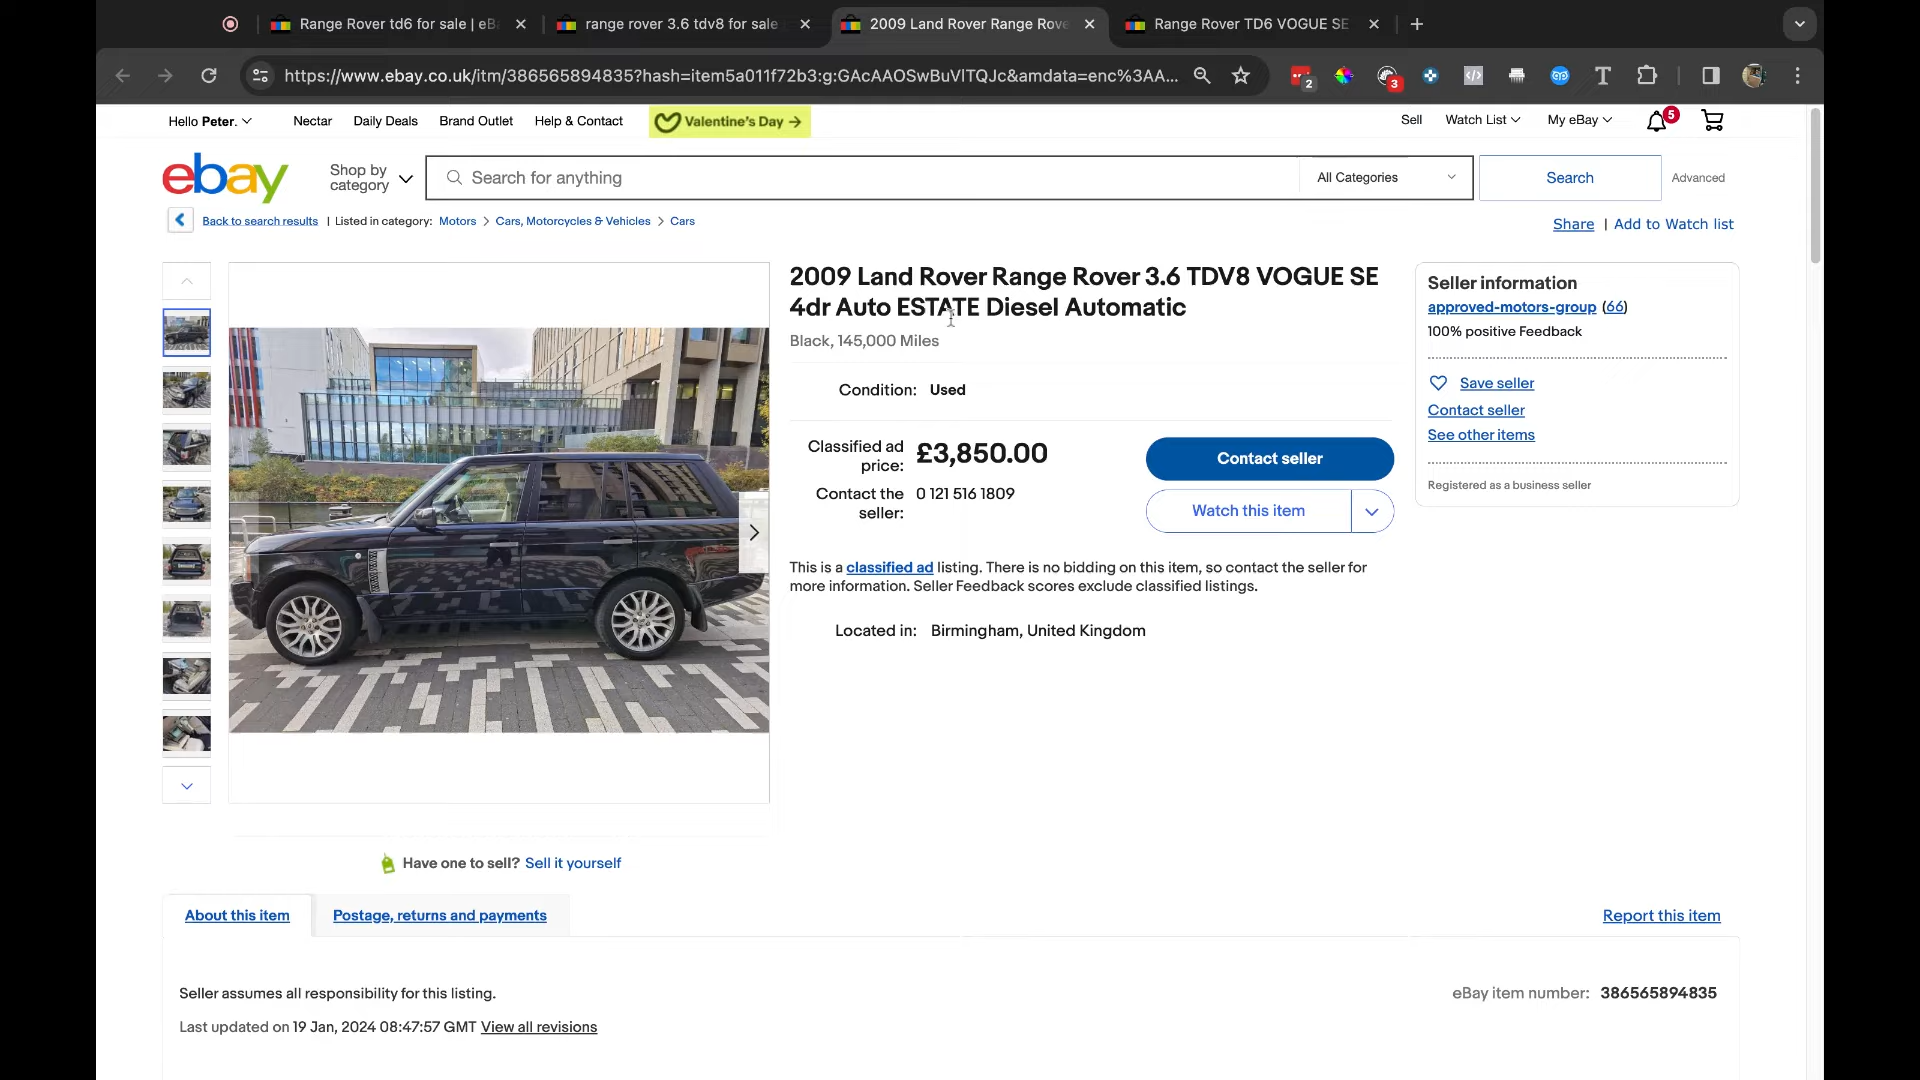 Range Rover td6 for sale | eB
range rover 3.6 tdv8 for sale
2009 Land Rover Range Rove
Range Rover TD6 VOGUE SE
https://www.ebay.co.uk/itm/386565894835?hash=item5a011f72b3:g:GAcAAOSwBuVlTQJc&amdata=enc%3AA...
2
3
T
Hello Peter.
Nectar
Daily Deals
Brand Outlet
Help & Contact
Valentine's Day
Sell
Watch List
My eBay
5
ebay
Shop by
category
Search for anything
All Categories
Search
Advanced
Back to search results | Listed in category: Motors > Cars, Motorcycles & Vehicles > Cars
Share | Add to Watch list
2009 Land Rover Range Rover 3.6 TDV8 VOGUE SE
4dr Auto ESTATE Diesel Automatic
Black, 145,000 Miles
Condition: Used
Classified ad
price: £3,850.00
Contact the
seller: 0 121 516 1809
Contact seller
Watch this item
This is a classified ad listing. There is no bidding on this item, so contact the seller for
more information. Seller Feedback scores exclude classified listings.
Located in: Birmingham, United Kingdom
Seller information
approved-motors-group (66)
100% positive Feedback
Save seller
Contact seller
See other items
Registered as a business seller
Have one to sell? Sell it yourself
About this item
Postage, returns and payments
Report this item
Seller assumes all responsibility for this listing.
Last updated on 19 Jan, 2024 08:47:57 GMT View all revisions
eBay item number: 386565894835